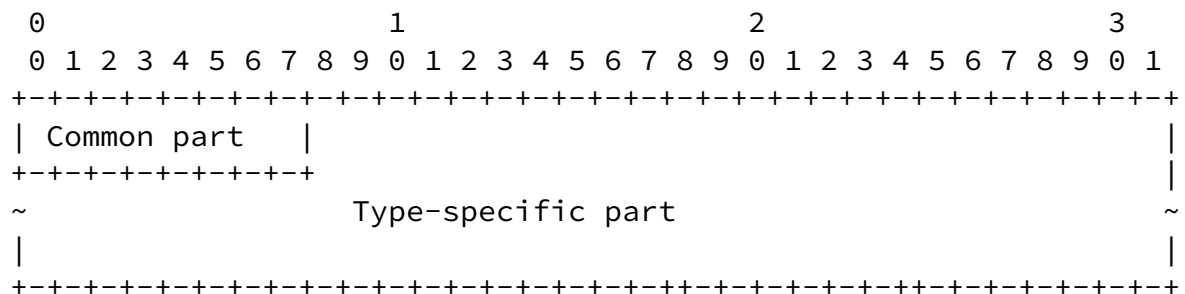 0                   1                   2                   3
 0 1 2 3 4 5 6 7 8 9 0 1 2 3 4 5 6 7 8 9 0 1 2 3 4 5 6 7 8 9 0 1
+-+-+-+-+-+-+-+-+-+-+-+-+-+-+-+-+-+-+-+-+-+-+-+-+-+-+-+-+-+-+-+-+
|  Common part  |                                               |
+-+-+-+-+-+-+-+-+                                               |
~                  Type-specific part                           ~
|                                                               |
+-+-+-+-+-+-+-+-+-+-+-+-+-+-+-+-+-+-++-+-+-+-+-+-++-+-+-+-+-+-+-+